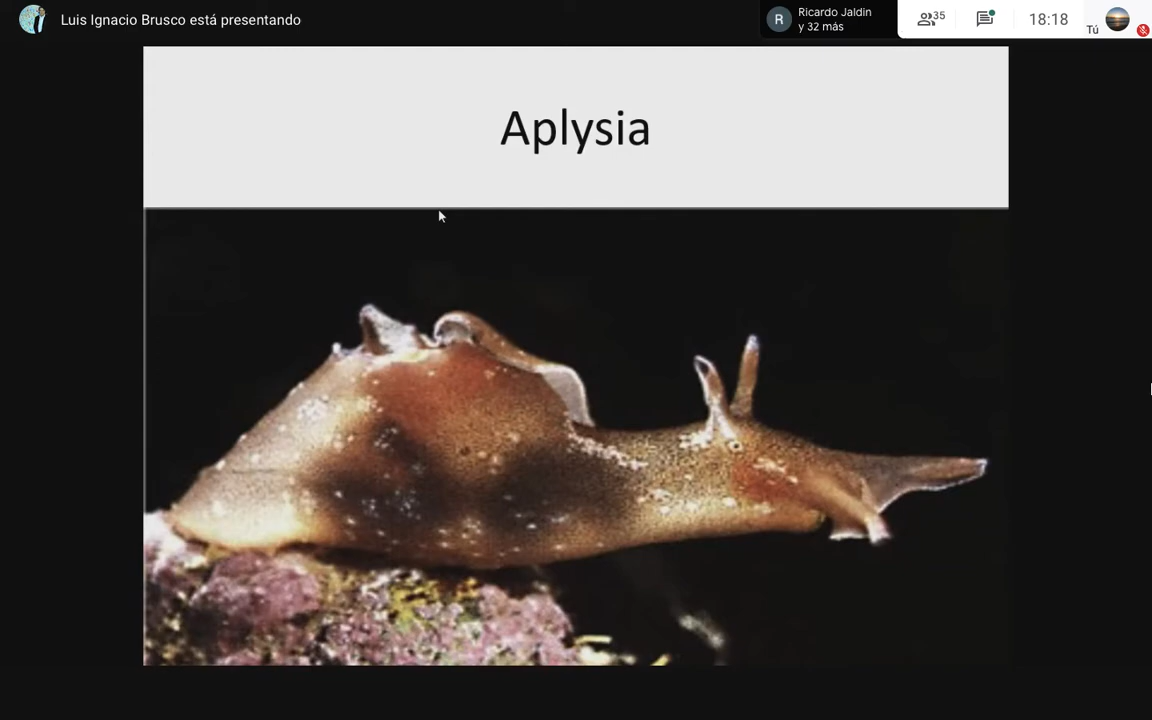 Luis Ignacio Brusco está presentando
R
Ricardo Jaldin
y 32 más
35
18:18
Tú
Aplysia